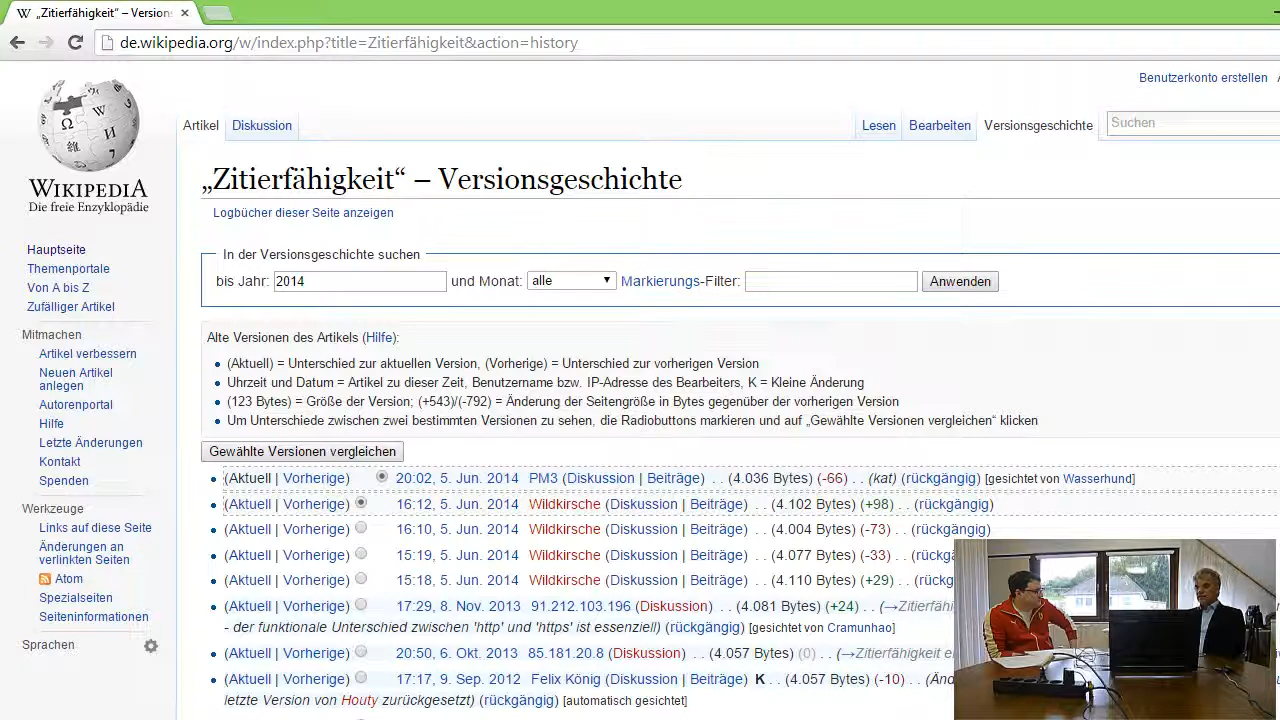 „Zitierfähigkeit“ – Version
de.wikipedia.org/w/index.php?title=Zitierfähigkeit&action=history
Benutzerkonto erstellen
Artikel Diskussion Lesen Bearbeiten Versionsgeschichte Suchen
WIKIPEDIA
Die freie Enzyklopädie
„Zitierfähigkeit“ – Versionsgeschichte
Logbücher dieser Seite anzeigen
Hauptseite
Themenportale
Von A bis Z
Zufälliger Artikel
Mitmachen
Artikel verbessern
Neuen Artikel
anlegen
Autorenportal
Hilfe
Letzte Änderungen
Kontakt
Spenden
Werkzeuge
Links auf diese Seite
Änderungen an
verlinkten Seiten
Atom
Spezialseiten
Seiteninformationen
Sprachen
In der Versionsgeschichte suchen
bis Jahr: 2014 und Monat: alle Markierungs-Filter: Anwenden
Alte Versionen des Artikels (Hilfe):
(Aktuell) = Unterschied zur aktuellen Version, (Vorherige) = Unterschied zur vorherigen Version
Uhrzeit und Datum = Artikel zu dieser Zeit, Benutzername bzw. IP-Adresse des Bearbeiters, K = Kleine Änderung
(123 Bytes) = Größe der Version; (+543)/(-792) = Änderung der Seitengröße in Bytes gegenüber der vorherigen Version
Um Unterschiede zwischen zwei bestimmten Versionen zu sehen, die Radiobuttons markieren und auf „Gewählte Versionen vergleichen“ klicken
Gewählte Versionen vergleichen
(Aktuell | Vorherige) 20:02, 5. Jun. 2014 PM3 (Diskussion | Beiträge) . . (4.036 Bytes) (-66) . . (kat) (rückgängig) [gesichtet von Wasserhund]
(Aktuell | Vorherige) 16:12, 5. Jun. 2014 Wildkirsche (Diskussion | Beiträge) . . (4.102 Bytes) (+98) . . (rückgängig)
(Aktuell | Vorherige) 16:10, 5. Jun. 2014 Wildkirsche (Diskussion | Beiträge) . . (4.004 Bytes) (-73) . . (rückgängig)
(Aktuell | Vorherige) 15:19, 5. Jun. 2014 Wildkirsche (Diskussion | Beiträge) . . (4.077 Bytes) (-33) . . (rückg
(Aktuell | Vorherige) 15:18, 5. Jun. 2014 Wildkirsche (Diskussion | Beiträge) . . (4.110 Bytes) (+29) . . (rückg
(Aktuell | Vorherige) 17:29, 8. Nov. 2013 91.212.103.196 (Diskussion) . . (4.081 Bytes) (+24) . . (→Zitierfäh
- der funktionale Unterschied zwischen 'http' und 'https' ist essenziell) (rückgängig) [gesichtet von Cramunhao]
(Aktuell | Vorherige) 20:50, 6. Okt. 2013 85.181.20.8 (Diskussion) . . (4.057 Bytes) (0) . . (→Zitierfähigkeit e
(Aktuell | Vorherige) 17:17, 9. Sep. 2012 Felix König (Diskussion | Beiträge) K . . (4.057 Bytes) (-10) . . (Änd
letzte Version von Houty zurückgesetzt) (rückgängig) [automatisch gesichtet]